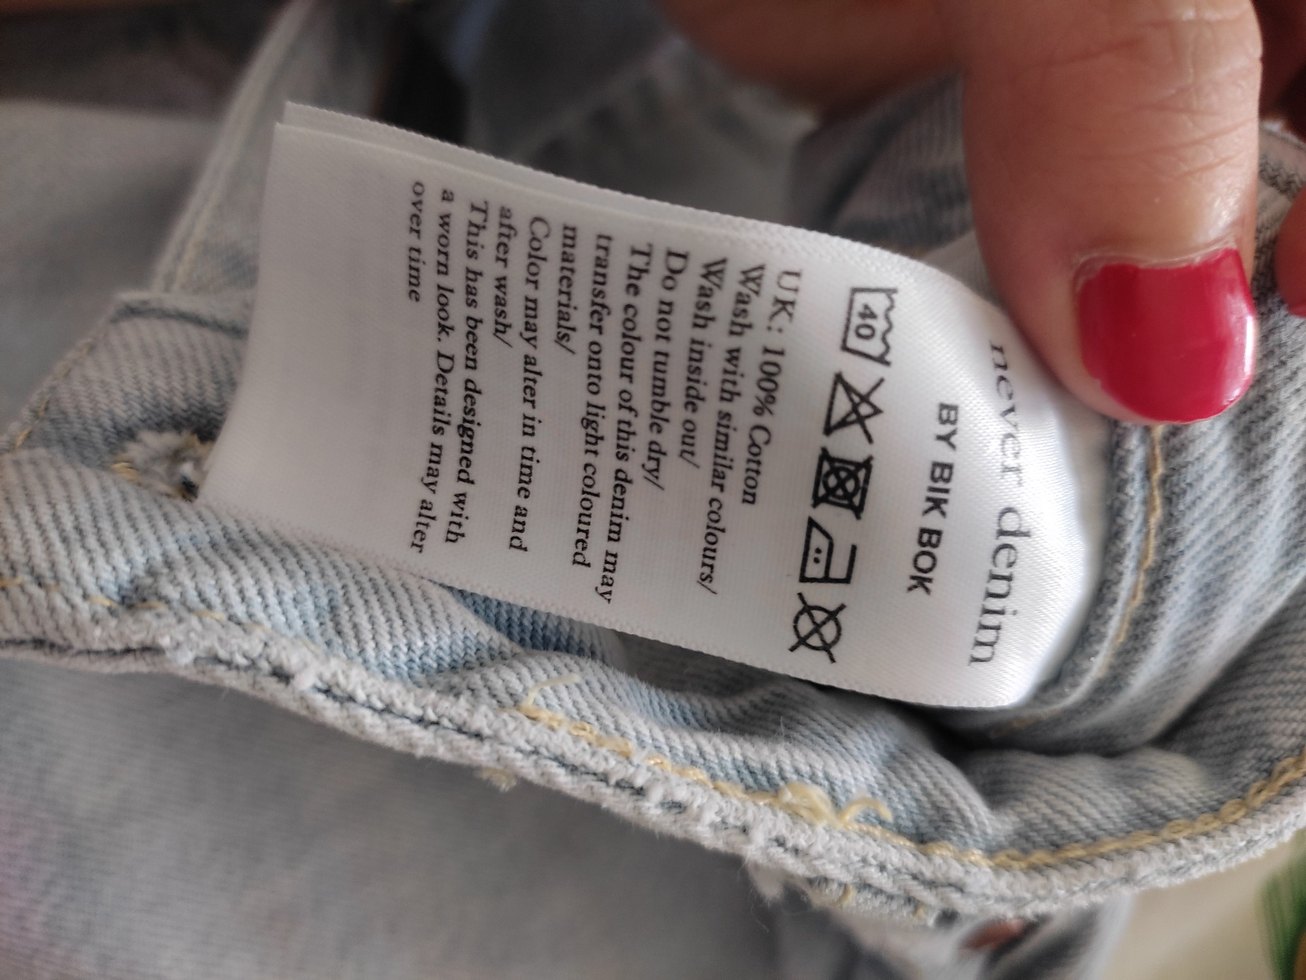 never denim
BY BIK BOK
40
UK: 100% Cotton
Wash with similar colours/
Wash inside out/
Do not tumble dry/
The colour of this denim may
transfer onto light coloured
materials/
Color may alter in time and
after wash/
This has been designed with
a worn look. Details may alter
over time